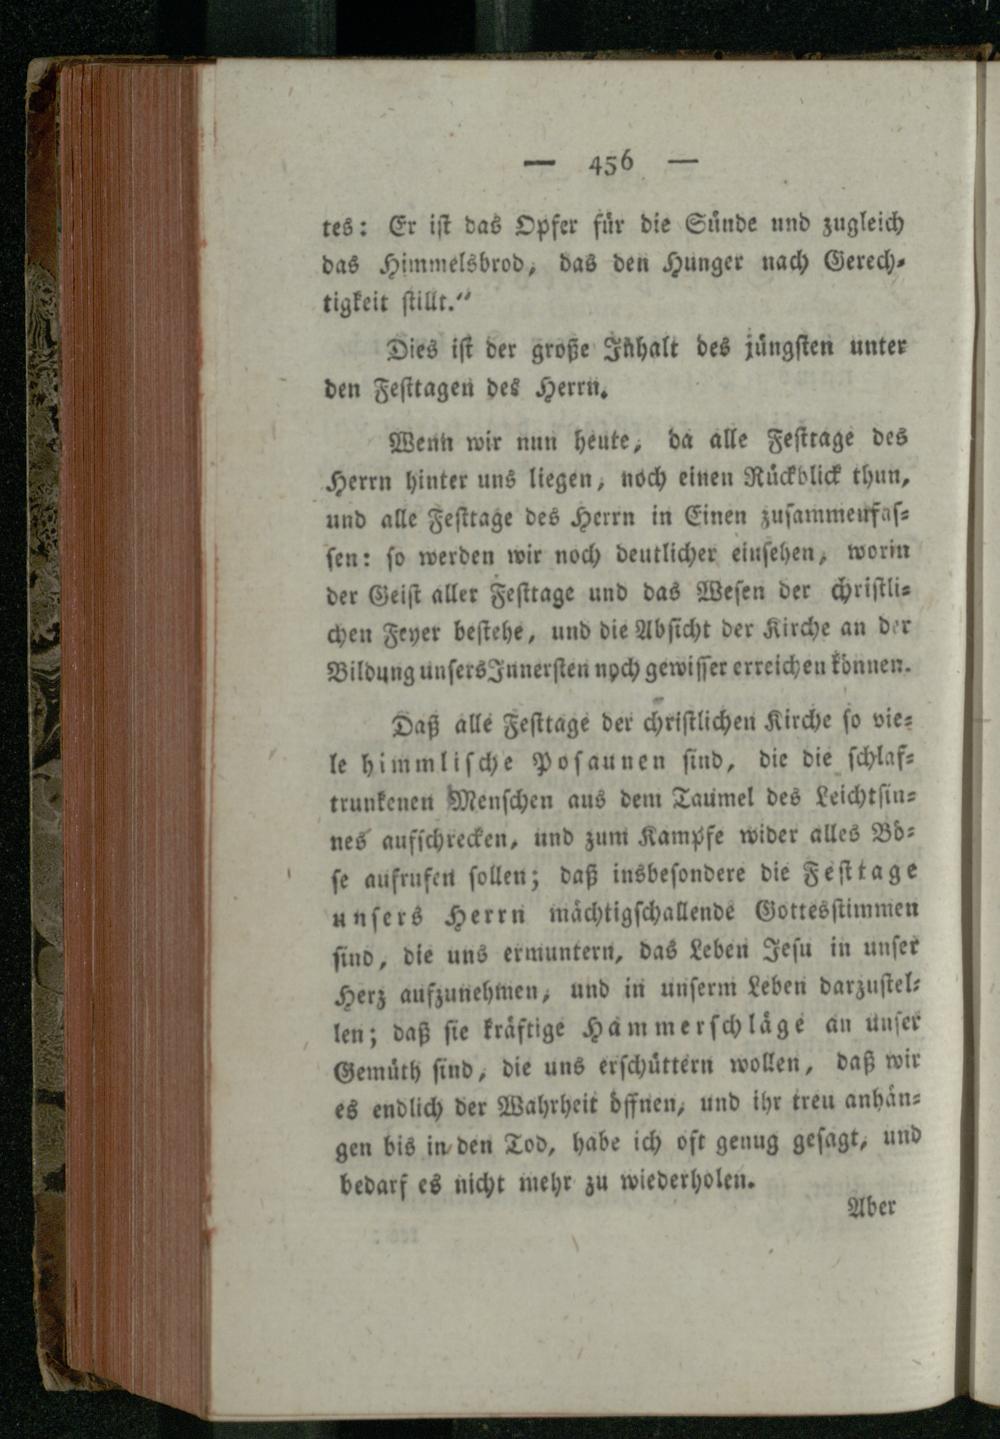 — 456 —
tes: Er ist das Opfer für die Sünde und zugleich
das Himmelsbrod, das den Hunger nach Gerech-
tigkeit stillt.“
Dies ist der große Inhalt des jüngsten unter
den Festtagen des Herrn.
Wenn wir nun heute, da alle Festtage des
Herrn hinter uns liegen, noch einen Rückblick thun,
und alle Festtage des Herrn in Einen zusammenfas-
sen: so werden wir noch deutlicher einsehen, worin
der Geist aller Festtage und das Wesen der christli-
chen Feyer bestehe, und die Absicht der Kirche an der
Bildung unsers Innersten noch gewisser erreichen können.
Daß alle Festtage der christlichen Kirche so vie-
le himmlische Posaunen sind, die die schlaf-
trunkenen Menschen aus dem Taumel des Leichtsin-
nes aufschrecken, und zum Kampfe wider alles Bö-
se aufrufen sollen; daß insbesondere die Festtage
unsers Herrn mächtigschallende Gottesstimmen
sind, die uns ermuntern, das Leben Jesu in unser
Herz aufzunehmen, und in unserm Leben darzustel-
len; daß sie kräftige Hammerschläge an unser
Gemüth sind, die uns erschüttern wollen, daß wir
es endlich der Wahrheit öffnen, und ihr treu anhän-
gen bis in den Tod, habe ich oft genug gesagt, und
bedarf es nicht mehr zu wiederholen.
Aber